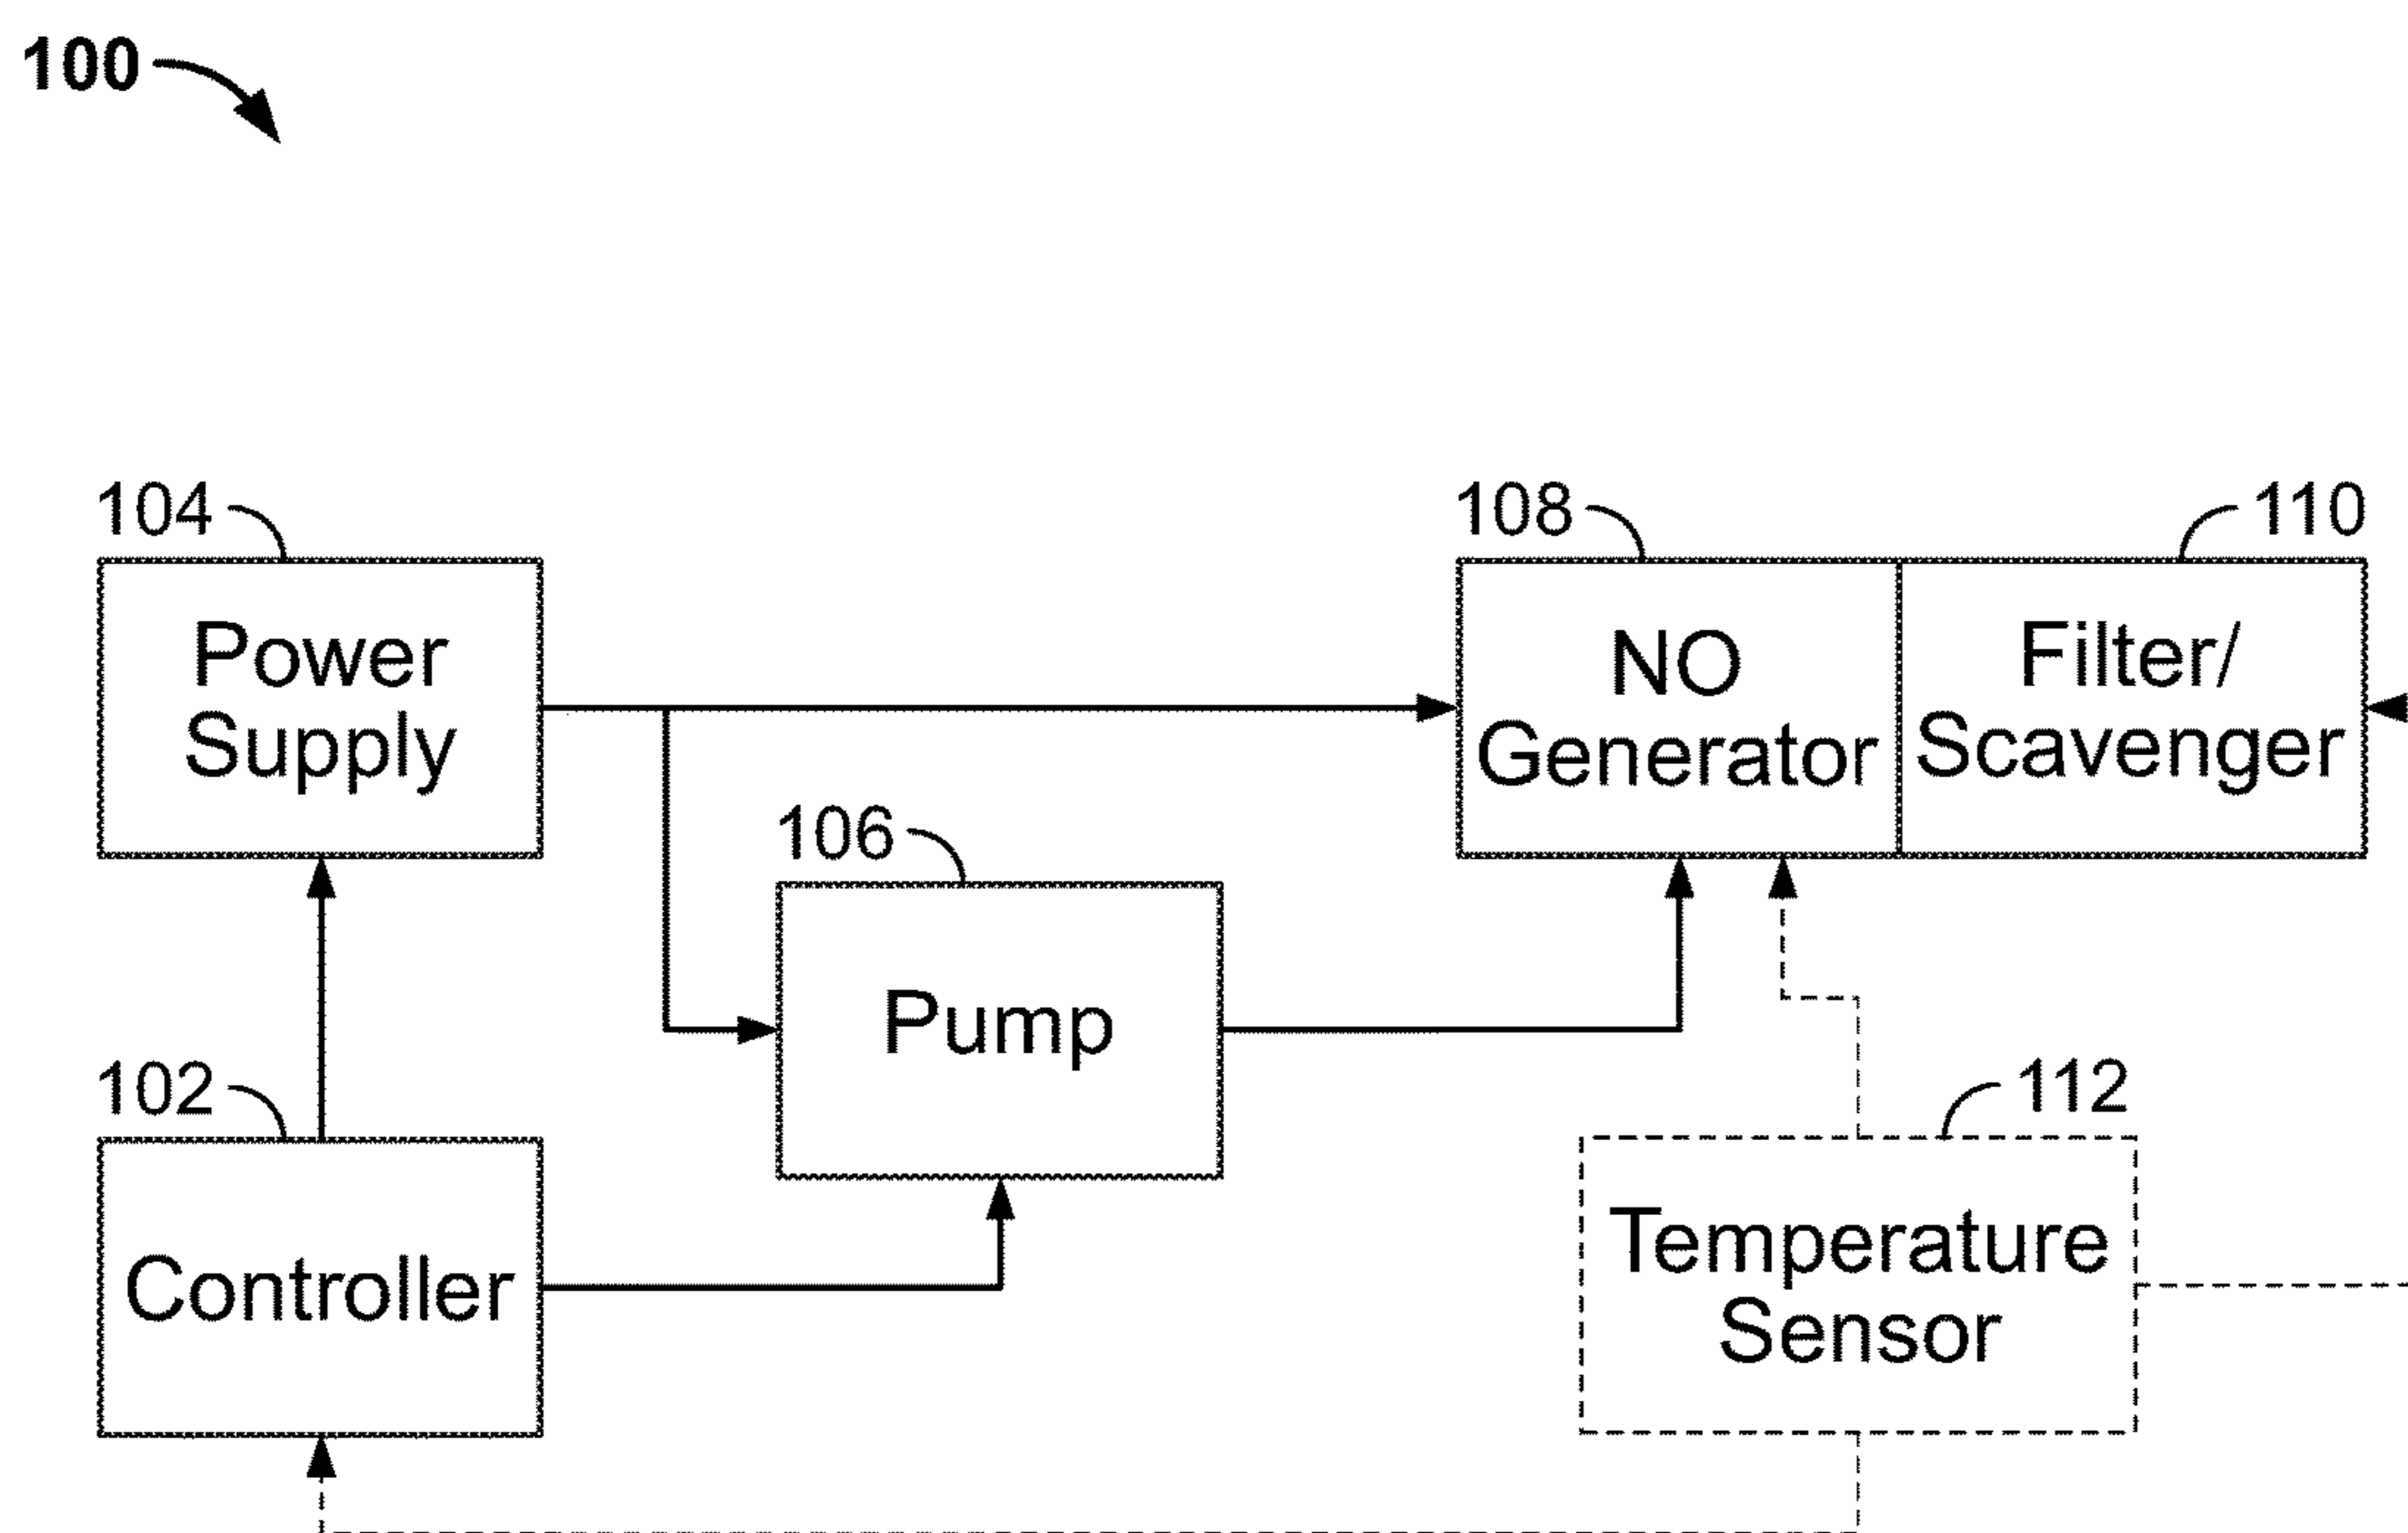 100
104
Power
Supply
108
NO
Generator
110
Filter/
Scavenger
106
Pump
102
Controller
112
Temperature
Sensor